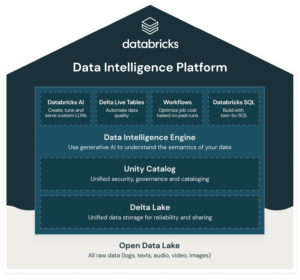 databricks
Data Intelligence Platform
Databricks AI
Create, tune and
serve custom LLMs
Delta Live Tables
Automate data
quality
Workflows
Optimize job cost
based on past runs
Databricks SQL
Build with
text-to-SQL
Data Intelligence Engine
Use generative AI to understand the semantics of your data
Unity Catalog
Unified security, governance and cataloging
Delta Lake
Unified data storage for reliability and sharing
Open Data Lake
All raw data (logs, texts, audio, video, images)